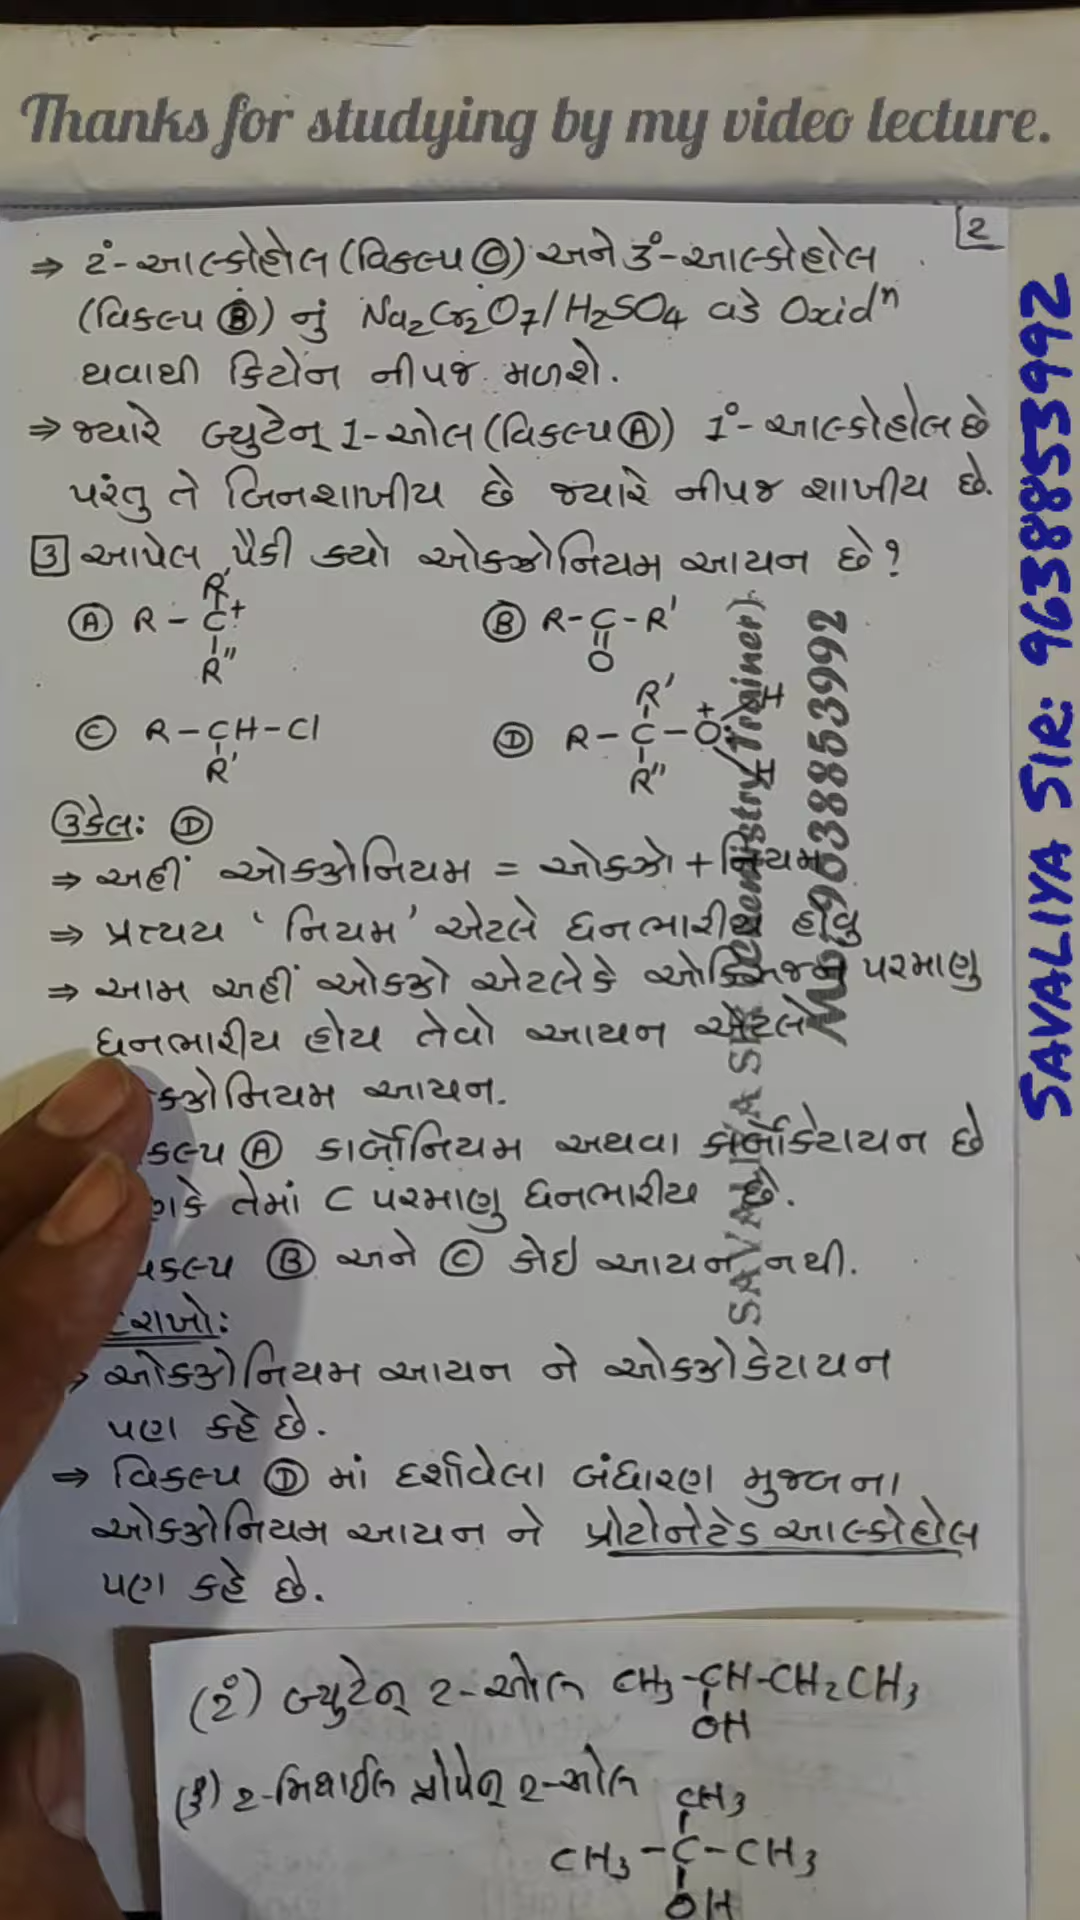 Thanks for studying by my video lecture.
2
⇒ 2°-આલ્કોહોલ (વિકલ્પ Ⓒ) અને 3°-આલ્કોહોલ
(વિકલ્પ Ⓑ) નું Na₂Cr₂O₇/H₂SO₄ વડે Oxidⁿ
થવાથી કિટોન નીપજ મળશે.
⇒ જ્યારે બ્યુટેન્ 1-ઓલ (વિકલ્પ Ⓐ) 1°-આલ્કોહોલ છે
પરંતુ તે બિનશાખીય છે જ્યારે નીપજ શાખીય છે.
3 આપેલ પૈકી ક્યો ઓક્ઝોનિયમ આયન છે?
R'
Ⓐ R - C⁺
R"
Ⓑ R-C-R'
O
Ⓒ R - CH-Cl
R'
R'
Ⓓ R - C - O⁺ H
R" H
ઉકેલ: Ⓓ
⇒ અહીં ઓક્ઝોનિયમ = ઓક્ઝો + નિયમ
⇒ પ્રત્યય 'નિયમ' એટલે ધનભારીય હોવુ
⇒ આમ અહીં ઓક્ઝો એટલેકે ઓક્સિજન પરમાણુ
ધનભારીય હોય તેવો આયન એટલે
ક્ઝોનિયમ આયન.
કલ્પ Ⓐ કાર્બોનિયમ અથવા કાર્બોકેટાયન છે
કે તેમાં C પરમાણુ ધનભારીય છે.
કલ્પ Ⓑ અને Ⓒ કોઇ આયન નથી.
રાખો:
ઓક્ઝોનિયમ આયન ને ઓક્ઝોકેટાયન
પણ કહે છે.
⇒ વિકલ્પ Ⓓ માં દર્શાવેલા બંધારણ મુજબના
ઓક્ઝોનિયમ આયન ને પ્રોટોનેટેડ આલ્કોહોલ
પણ કહે છે.
(2°) બ્યુટેન્ 2-ઓલ CH₃-CH-CH₂CH₃
OH
(3°) 2-મિથાઈલ પ્રોપેન્ 2-ઓલ
CH₃
CH₃-C-CH₃
OH
SAVALIYA SIR: 9638853992
SAVALIYA SIR (Chemistry Trainer)
Mo. 9638853992